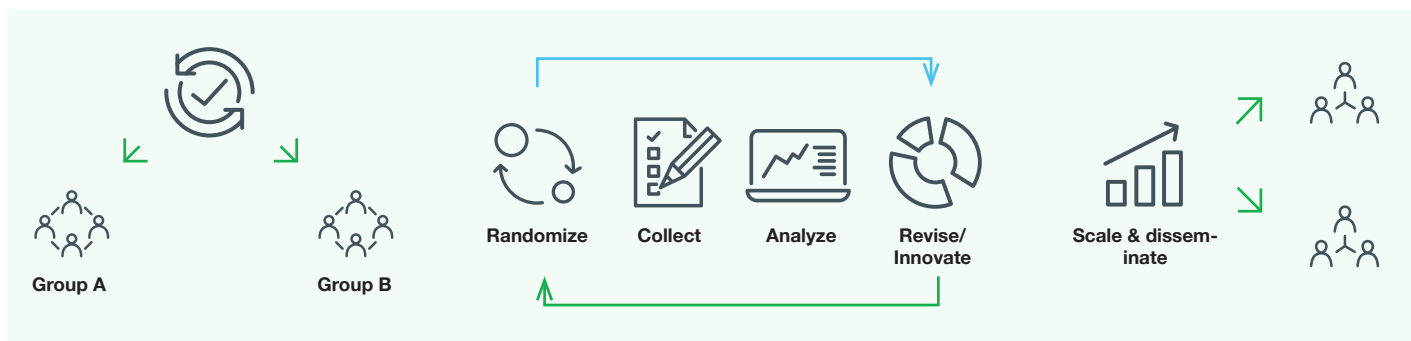 Group A
Group B
Randomize
Collect
Analyze
Revise/
Innovate
Scale & dissem-
inate